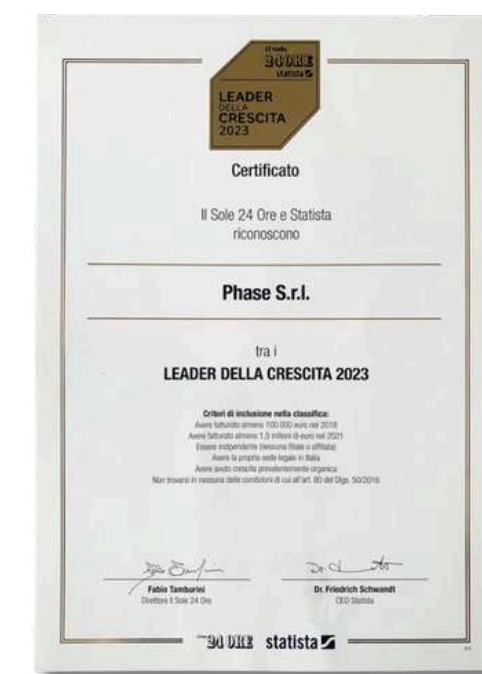 Il Sole
24 ORE
statista
LEADER
DELLA
CRESCITA
2023
Certificato
Il Sole 24 Ore e Statista
riconoscono
Phase S.r.l.
tra i
LEADER DELLA CRESCITA 2023
Criteri di inclusione nella classifica:
Avere fatturato almeno 100.000 euro nel 2018
Avere fatturato almeno 1,5 milioni di euro nel 2021
Essere indipendente (nessuna filiale o affiliata)
Avere la propria sede legale in Italia
Avere avuto crescita prevalentemente organica
Non trovarsi in nessuna delle condizioni di cui all'art. 80 del Dlgs. 50/2016
Fabio Tamburini
Direttore Il Sole 24 Ore
Dr. Friedrich Schwandt
CEO Statista
24 ORE statista